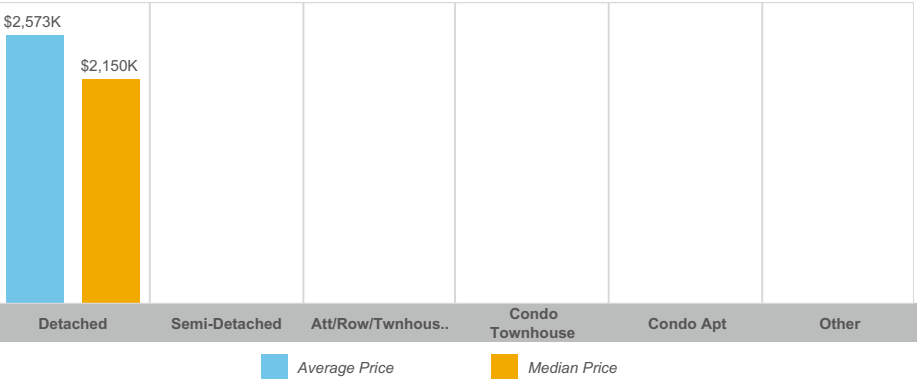 $2,573K
$2,150K
Detached
Semi-Detached
Att/Row/Twnhous..
Condo
Townhouse
Condo Apt
Other
Average Price
Median Price